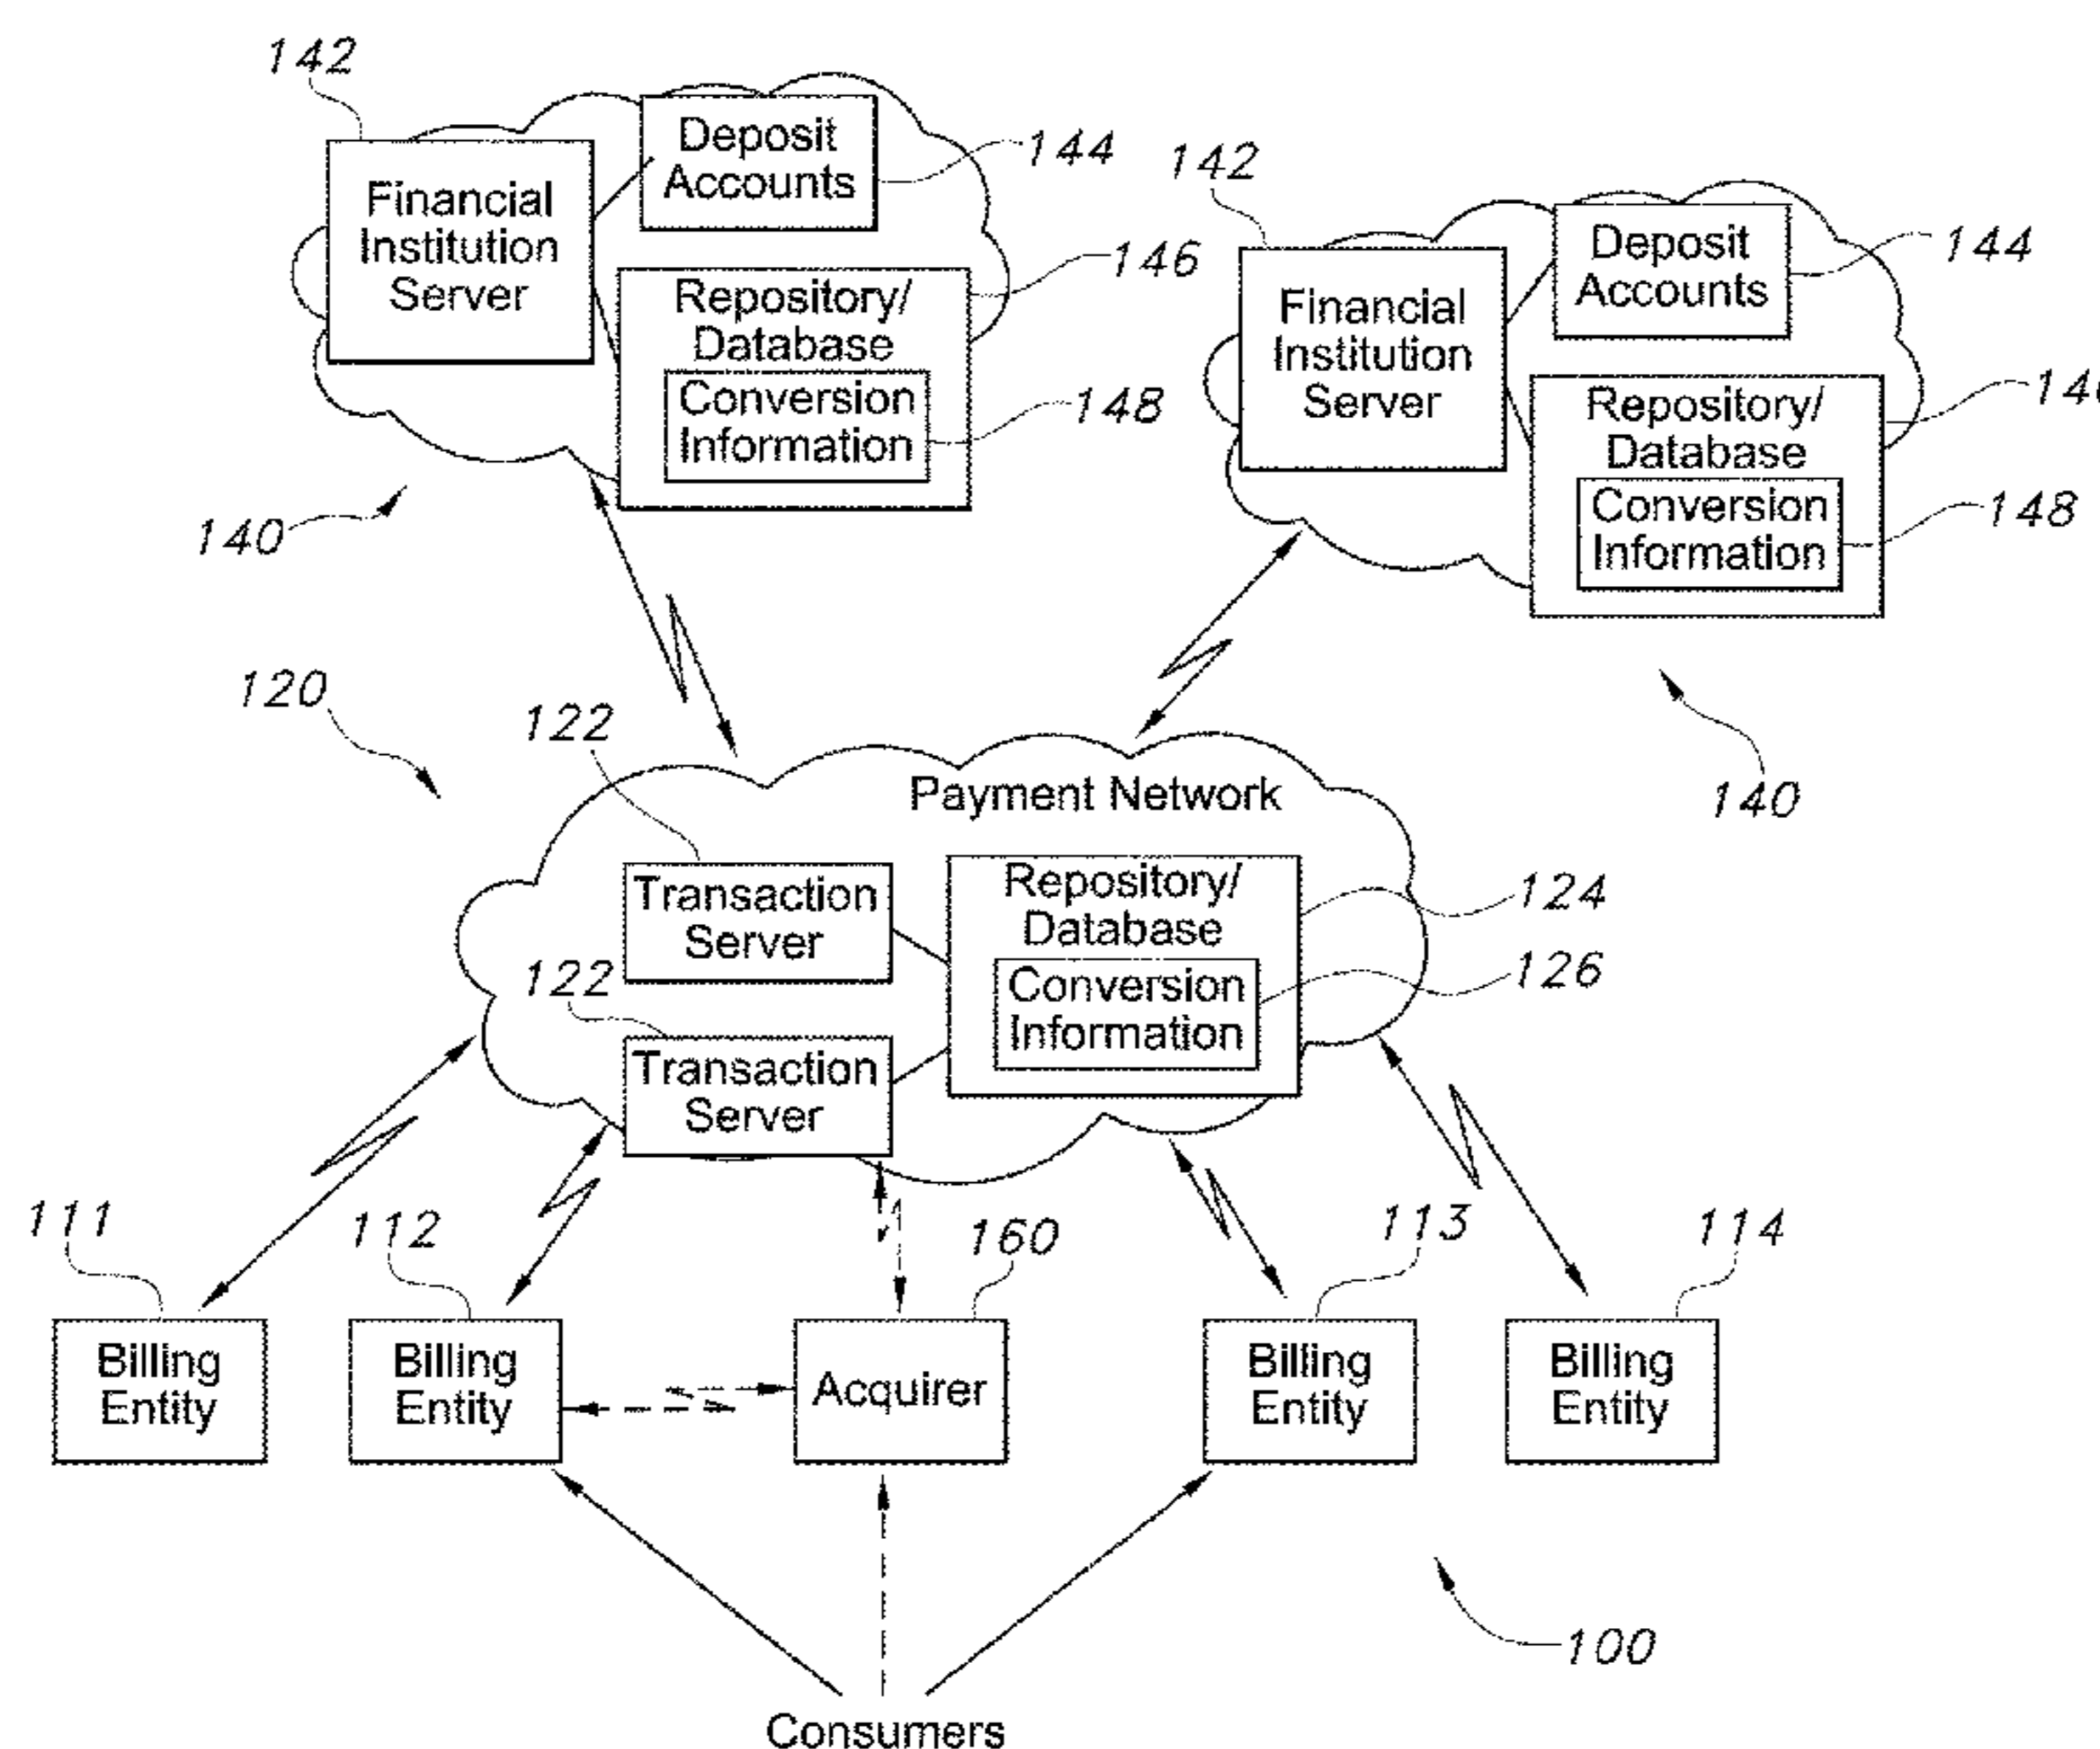 142
Deposit
Accounts
144
Financial
Institution
Server
146
Repository/
Database
Conversion
Information
148
140
142
Deposit
Accounts
144
Financial
Institution
Server
Repository/
Database
Conversion
Information
148
140
120
122
Payment Network
Transaction
Server
Repository/
Database
124
122
Conversion
Information
126
Transaction
Server
111
112
160
113
114
Billing
Entity
Billing
Entity
Acquirer
Billing
Entity
Billing
Entity
100
Consumers